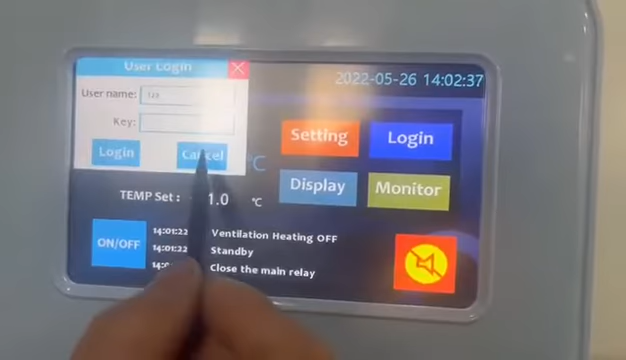 User Login
2022-05-26 14:02:37
User name:
Key:
Login
Cancel
°C
Setting
Login
Display
Monitor
TEMP Set: 1.0 °C
ON/OFF
14:01:22 Ventilation Heating OFF
14:01:22 Standby
Close the main relay